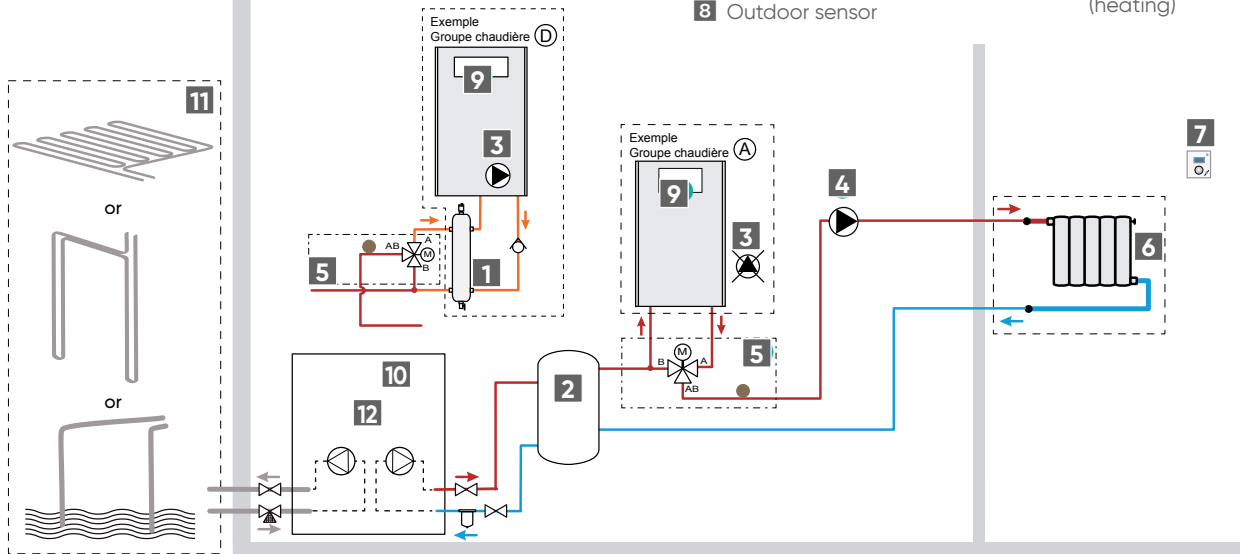 8 Outdoor sensor
(heating)
Exemple
Groupe chaudière D
9
3
11
or
or
AB
A
M
B
5
1
Exemple
Groupe chaudière A
9
3
4
7
6
M
B
A
AB
5
2
10
12